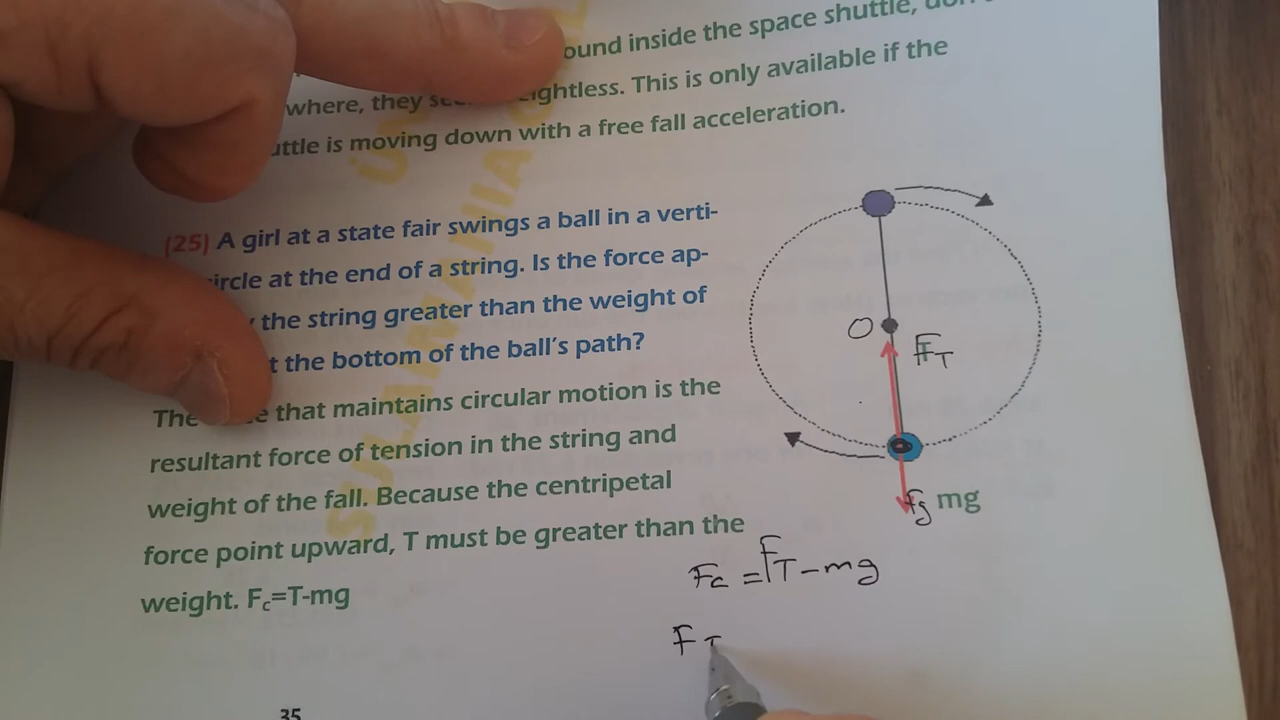 ound inside the space shuttle,
where, they ightless. This is only available if the
uttle is moving down with a free fall acceleration.
(25) A girl at a state fair swings a ball in a verti-
ircle at the end of a string. Is the force ap-
the string greater than the weight of
t the bottom of the ball's path?
The e that maintains circular motion is the
resultant force of tension in the string and
weight of the fall. Because the centripetal
force point upward, T must be greater than the
weight. Fc=T-mg
O
FT
fg mg
Fc = FT - mg
F T
35
SULAMANIA